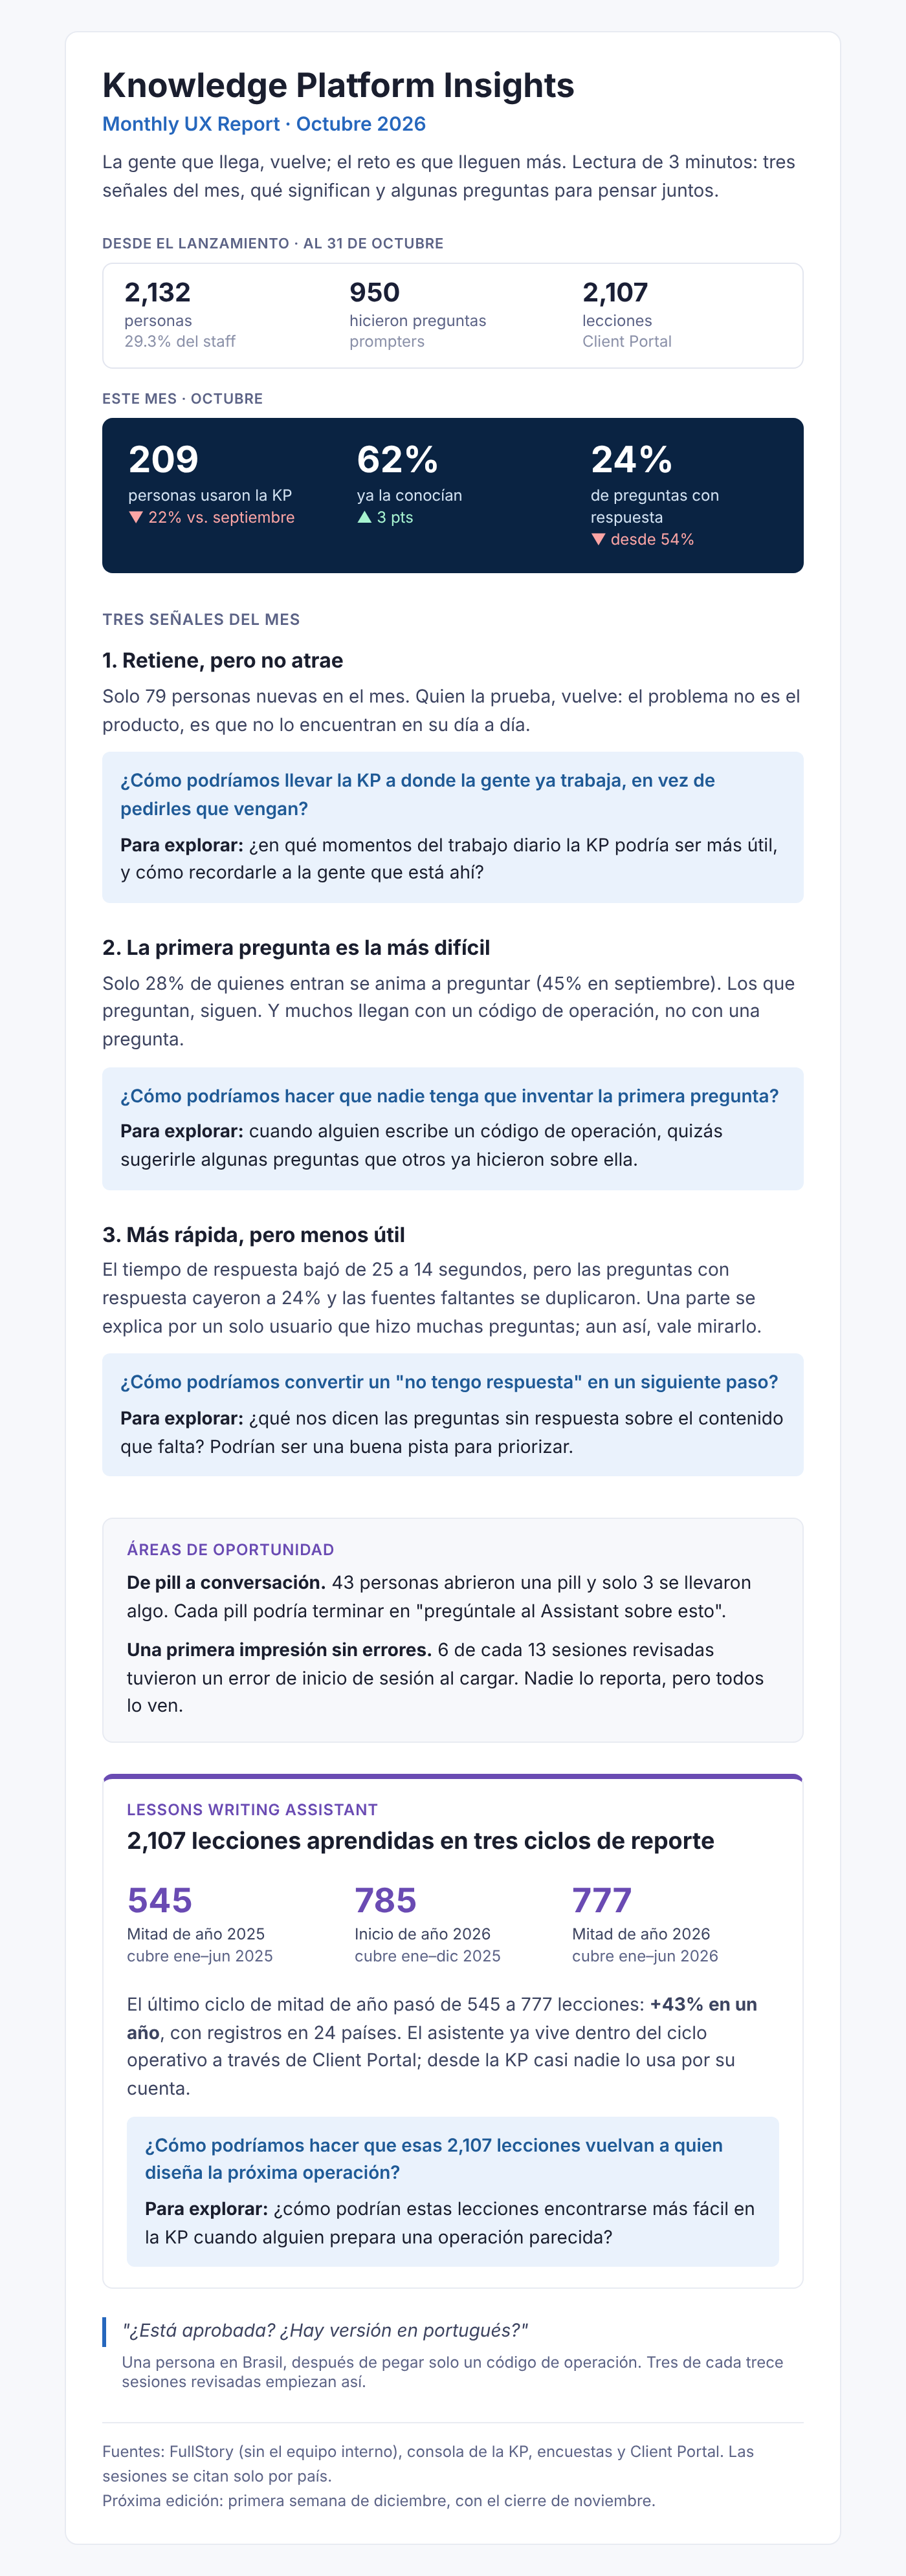 Knowledge Platform Insights
Monthly UX Report · Octubre 2026
La gente que llega, vuelve; el reto es que lleguen más. Lectura de 3 minutos: tres
señales del mes, qué significan y algunas preguntas para pensar juntos.
DESDE EL LANZAMIENTO · AL 31 DE OCTUBRE
2,132
personas
29.3% del staff
950
hicieron preguntas
prompters
2,107
lecciones
Client Portal
ESTE MES · OCTUBRE
209
personas usaron la KP
▼ 22% vs. septiembre
62%
ya la conocían
▲ 3 pts
24%
de preguntas con
respuesta
▼ desde 54%
TRES SEÑALES DEL MES
1. Retiene, pero no atrae
Solo 79 personas nuevas en el mes. Quien la prueba, vuelve: el problema no es el
producto, es que no lo encuentran en su día a día.
¿Cómo podríamos llevar la KP a donde la gente ya trabaja, en vez de
pedirles que vengan?
Para explorar: ¿en qué momentos del trabajo diario la KP podría ser más útil,
y cómo recordarle a la gente que está ahí?
2. La primera pregunta es la más difícil
Solo 28% de quienes entran se anima a preguntar (45% en septiembre). Los que
preguntan, siguen. Y muchos llegan con un código de operación, no con una
pregunta.
¿Cómo podríamos hacer que nadie tenga que inventar la primera pregunta?
Para explorar: cuando alguien escribe un código de operación, quizás
sugerirle algunas preguntas que otros ya hicieron sobre ella.
3. Más rápida, pero menos útil
El tiempo de respuesta bajó de 25 a 14 segundos, pero las preguntas con
respuesta cayeron a 24% y las fuentes faltantes se duplicaron. Una parte se
explica por un solo usuario que hizo muchas preguntas; aun así, vale mirarlo.
¿Cómo podríamos convertir un "no tengo respuesta" en un siguiente paso?
Para explorar: ¿qué nos dicen las preguntas sin respuesta sobre el contenido
que falta? Podrían ser una buena pista para priorizar.
ÁREAS DE OPORTUNIDAD
De pill a conversación. 43 personas abrieron una pill y solo 3 se llevaron
algo. Cada pill podría terminar en "pregúntale al Assistant sobre esto".
Una primera impresión sin errores. 6 de cada 13 sesiones revisadas
tuvieron un error de inicio de sesión al cargar. Nadie lo reporta, pero todos
lo ven.
LESSONS WRITING ASSISTANT
2,107 lecciones aprendidas en tres ciclos de reporte
545
Mitad de año 2025
cubre ene–jun 2025
785
Inicio de año 2026
cubre ene–dic 2025
777
Mitad de año 2026
cubre ene–jun 2026
El último ciclo de mitad de año pasó de 545 a 777 lecciones: +43% en un
año, con registros en 24 países. El asistente ya vive dentro del ciclo
operativo a través de Client Portal; desde la KP casi nadie lo usa por su
cuenta.
¿Cómo podríamos hacer que esas 2,107 lecciones vuelvan a quien
diseña la próxima operación?
Para explorar: ¿cómo podrían estas lecciones encontrarse más fácil en
la KP cuando alguien prepara una operación parecida?
"¿Está aprobada? ¿Hay versión en portugués?"
Una persona en Brasil, después de pegar solo un código de operación. Tres de cada trece
sesiones revisadas empiezan así.
Fuentes: FullStory (sin el equipo interno), consola de la KP, encuestas y Client Portal. Las
sesiones se citan solo por país.
Próxima edición: primera semana de diciembre, con el cierre de noviembre.